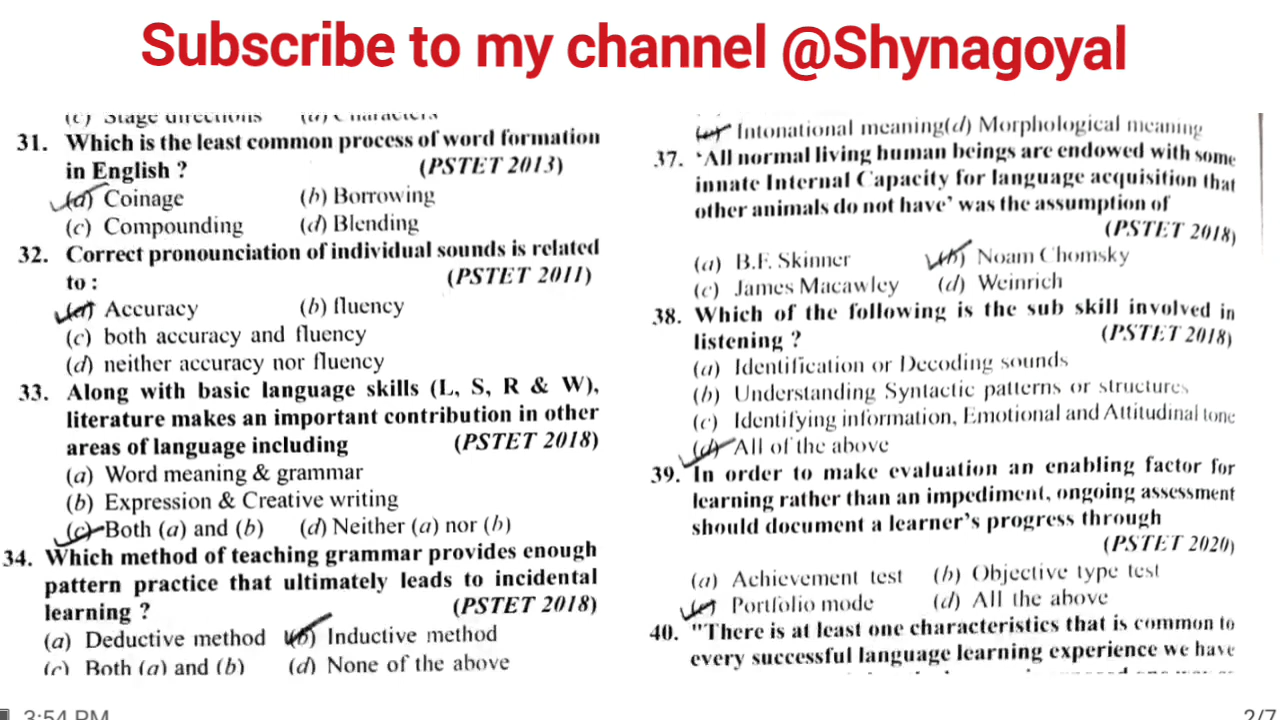 Subscribe to my channel @Shynagoyal
(c) Stage directions (d) Characters
31. Which is the least common process of word formation
in English ? (PSTET 2013)
(a) Coinage (b) Borrowing
(c) Compounding (d) Blending
32. Correct pronounciation of individual sounds is related
to : (PSTET 2011)
(a) Accuracy (b) fluency
(c) both accuracy and fluency
(d) neither accuracy nor fluency
33. Along with basic language skills (L, S, R & W),
literature makes an important contribution in other
areas of language including (PSTET 2018)
(a) Word meaning & grammar
(b) Expression & Creative writing
(c) Both (a) and (b) (d) Neither (a) nor (b)
34. Which method of teaching grammar provides enough
pattern practice that ultimately leads to incidental
learning ? (PSTET 2018)
(a) Deductive method (b) Inductive method
(c) Both (a) and (b) (d) None of the above
(c) Intonational meaning(d) Morphological meaning
37. 'All normal living human beings are endowed with some
innate Internal Capacity for language acquisition that
other animals do not have' was the assumption of
(PSTET 2018)
(a) B.F. Skinner (b) Noam Chomsky
(c) James Macawley (d) Weinrich
38. Which of the following is the sub skill involved in
listening ? (PSTET 2018)
(a) Identification or Decoding sounds
(b) Understanding Syntactic patterns or structures
(c) Identifying information, Emotional and Attitudinal tone
(d) All of the above
39. In order to make evaluation an enabling factor for
learning rather than an impediment, ongoing assessment
should document a learner's progress through
(PSTET 2020)
(a) Achievement test (b) Objective type test
(c) Portfolio mode (d) All the above
40. "There is at least one characteristics that is common to
every successful language learning experience we have
3:54 PM 2/7